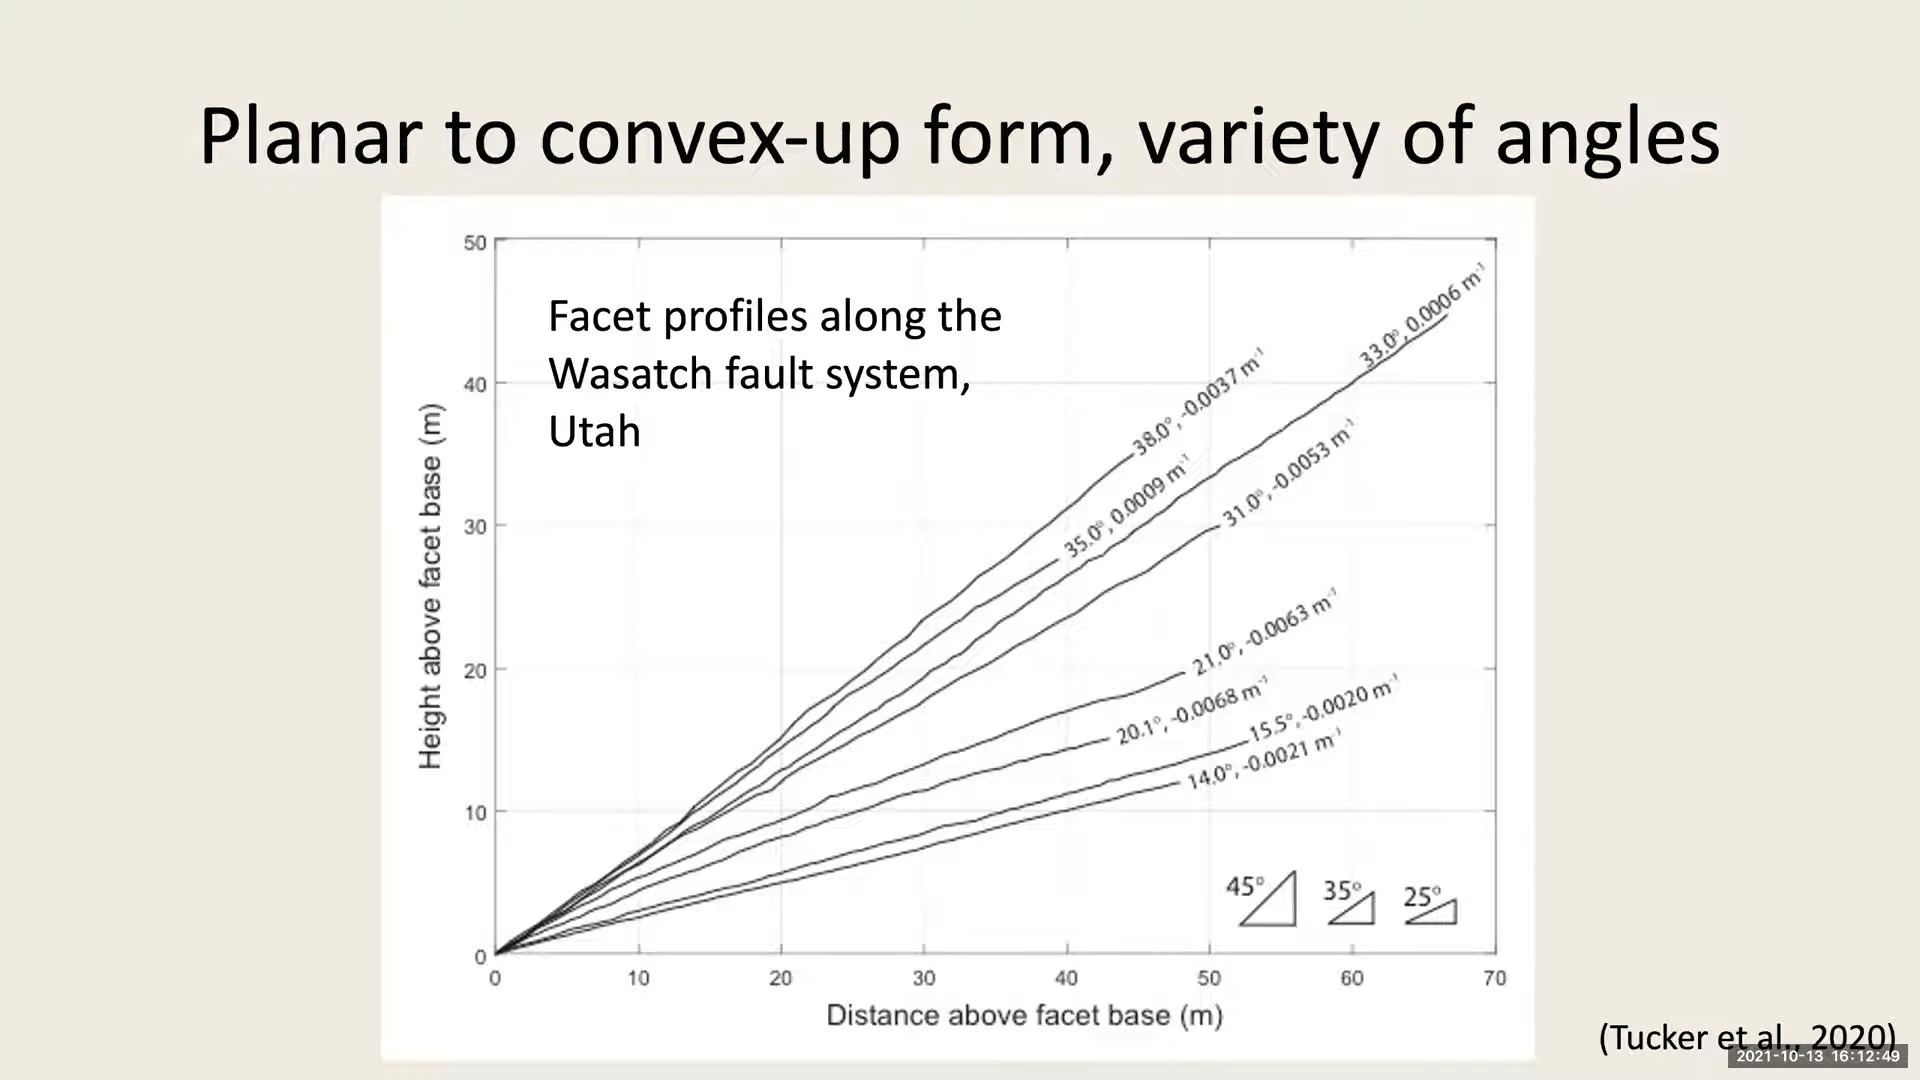 Planar to convex-up form, variety of angles
Facet profiles along the
Wasatch fault system,
Utah
Height above facet base (m)
50
40
30
20
10
0
38.0°, -0.0037 m⁻¹
33.0°, 0.0006 m⁻¹
35.0°, 0.0009 m⁻¹
31.0°, -0.0053 m⁻¹
21.0°, -0.0063 m⁻¹
20.1°, -0.0068 m⁻¹
15.5°, -0.0020 m⁻¹
14.0°, -0.0021 m⁻¹
45° 35° 25°
0 10 20 30 40 50 60 70
Distance above facet base (m)
(Tucker et al., 2020)
2021-10-13 16:12:49